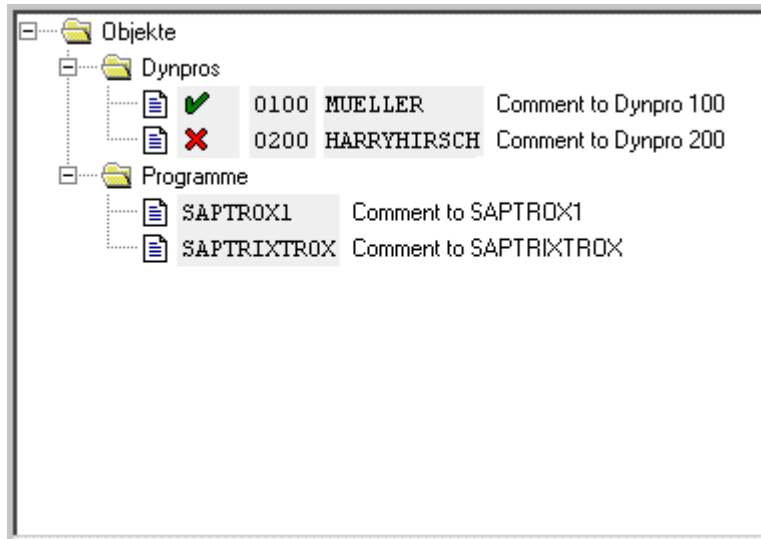 Objekte
Dynpros
0100 MUELLER Comment to Dynpro 100
0200 HARRYHIRSCH Comment to Dynpro 200
Programme
SAPTROX1 Comment to SAPTROX1
SAPTRIXTROX Comment to SAPTRIXTROX